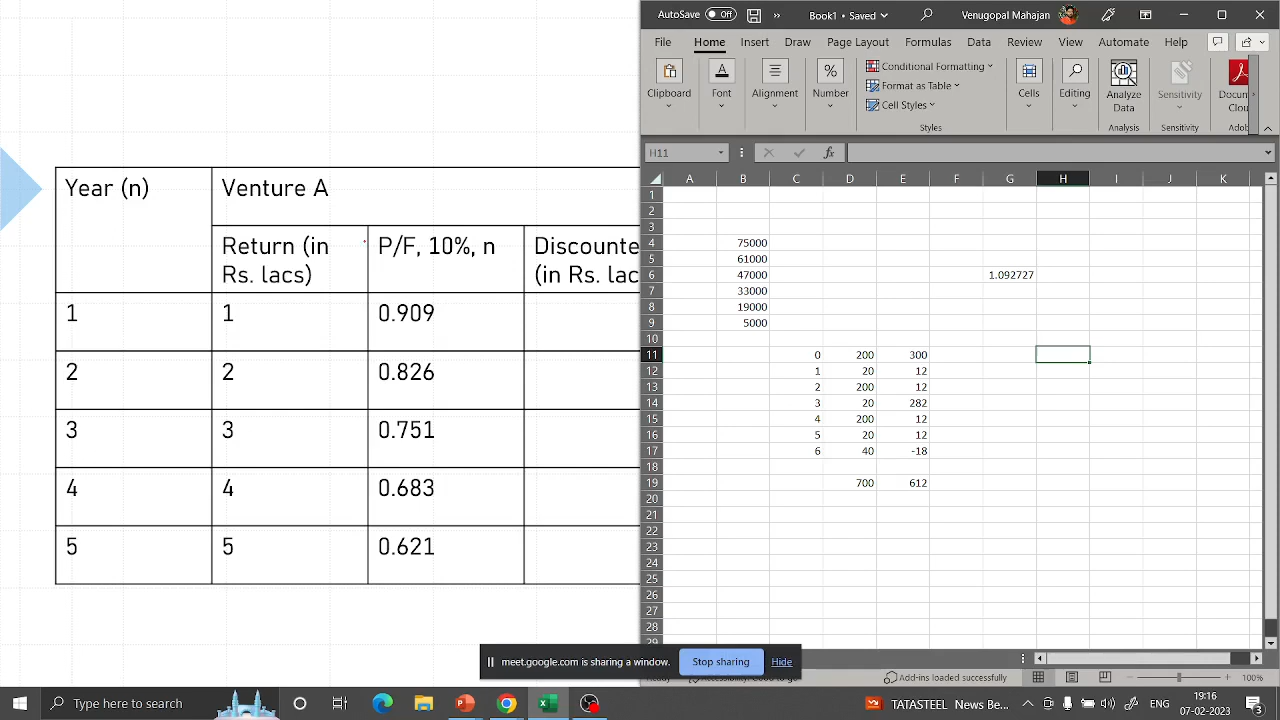 AutoSave Off » Book1 • S...
Venugopal Ma
File Home Insert Draw Page Layout Formulas Data Review View Automate Help
Clipboard
Font
Alignment
Number
Conditional Formatting
Format as Table
Cell Styles
Styles
Cells
Editing
Analyze
Data
Analysis
Sensitivity
Sensitivity
Docun
Clou
Adol
H11
fx
A B C D E F G H I J K
1
2
3
4 75000
5 61000
6 47000 1.092727
7 33000
8 19000
9 5000
10
11 0 200 300
12 1 20 12
13 2 200 12
14 3 20 282
15 4 200 12
16 5 20 12
17 6 40 -18
18
19 700 612
20
21
22
23
24
25
26
27
28
29
Year (n) Venture A
Return (in
Rs. lacs)
P/F, 10%, n
Discounte
(in Rs. lac
1 1 0.909
2 2 0.826
3 3 0.751
4 4 0.683
5 5 0.621
meet.google.com is sharing a window. Stop sharing Hide
Add-ins loaded successfully
100%
Type here to search
TATAST...
ENG
19:16
07-02-2023